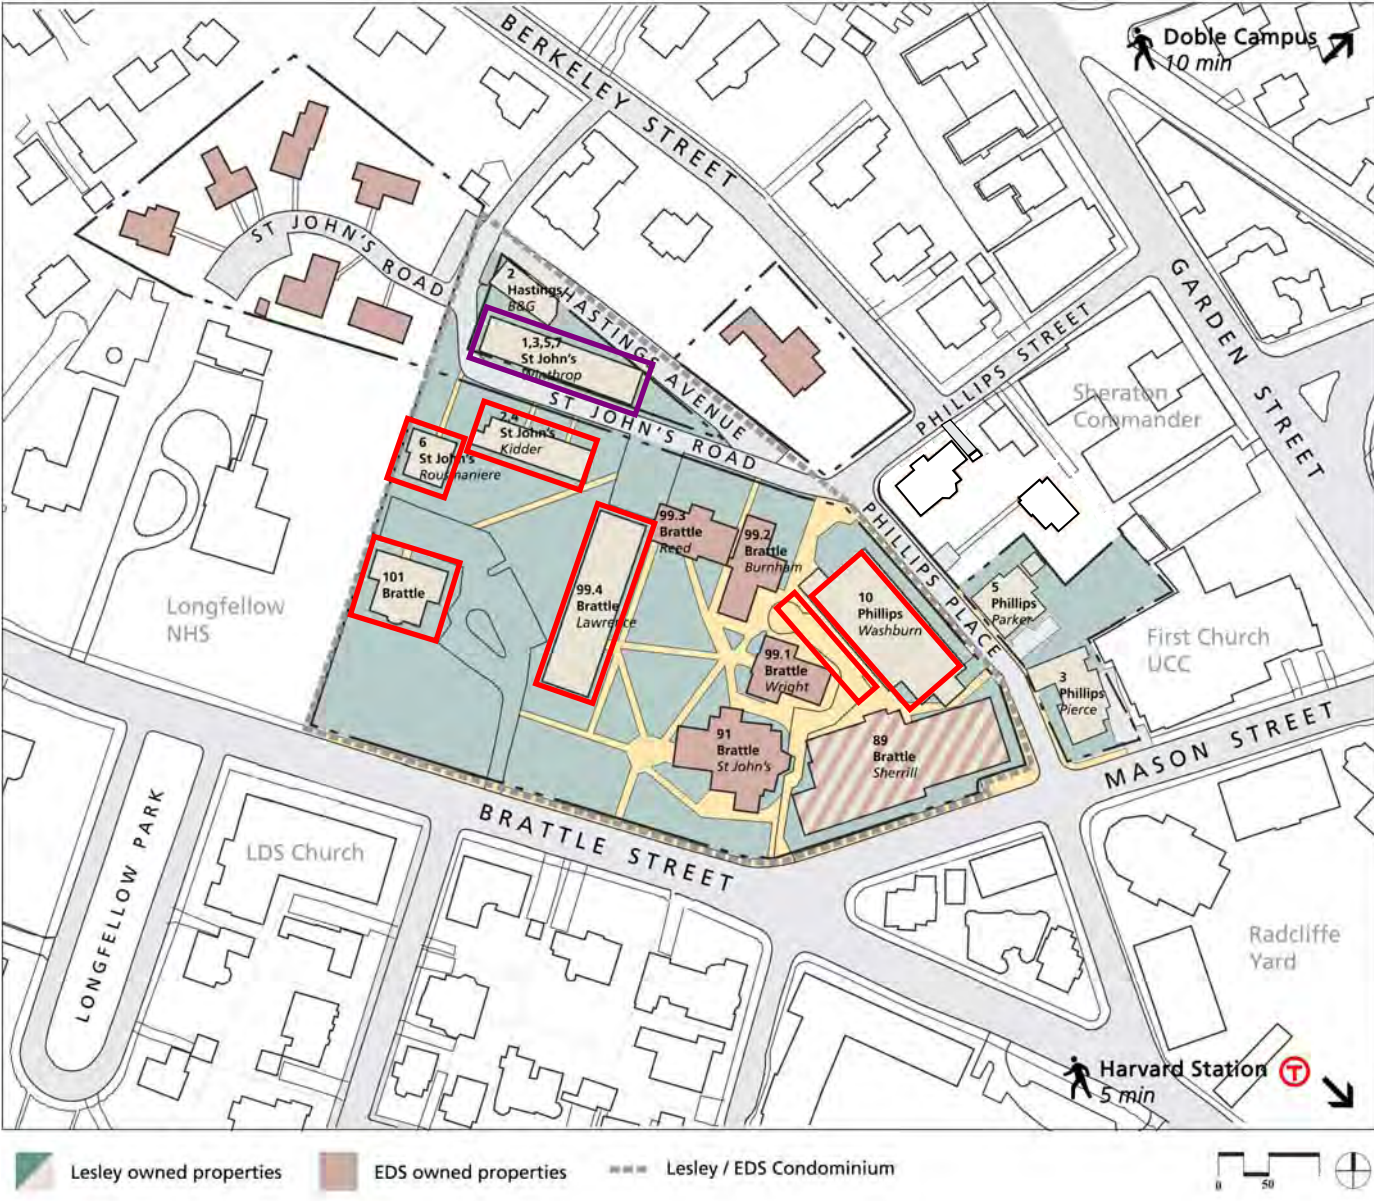 Doble Campus
10 min
BERKELEY STREET
ST JOHN'S ROAD
2
Hastings
B&G
HASTINGS AVENUE
1,3,5,7
St John's
Winthrop
ST JOHN'S ROAD
2,4
St John's
Kidder
6
St John's
Rousmaniere
101
Brattle
99.4
Brattle
Lawrence
99.3
Brattle
Reed
99.2
Brattle
Burnham
99.1
Brattle
Wright
10
Phillips
Washburn
PHILLIPS PLACE
PHILLIPS STREET
GARDEN STREET
Sheraton
Commander
5
Phillips
Parker
3
Phillips
Pierce
First Church
UCC
MASON STREET
91
Brattle
St John's
89
Brattle
Sherrill
Longfellow
NHS
BRATTLE STREET
LONGFELLOW PARK
LDS Church
Radcliffe
Yard
Harvard Station T
5 min
Lesley owned properties
EDS owned properties
Lesley / EDS Condominium
0 50